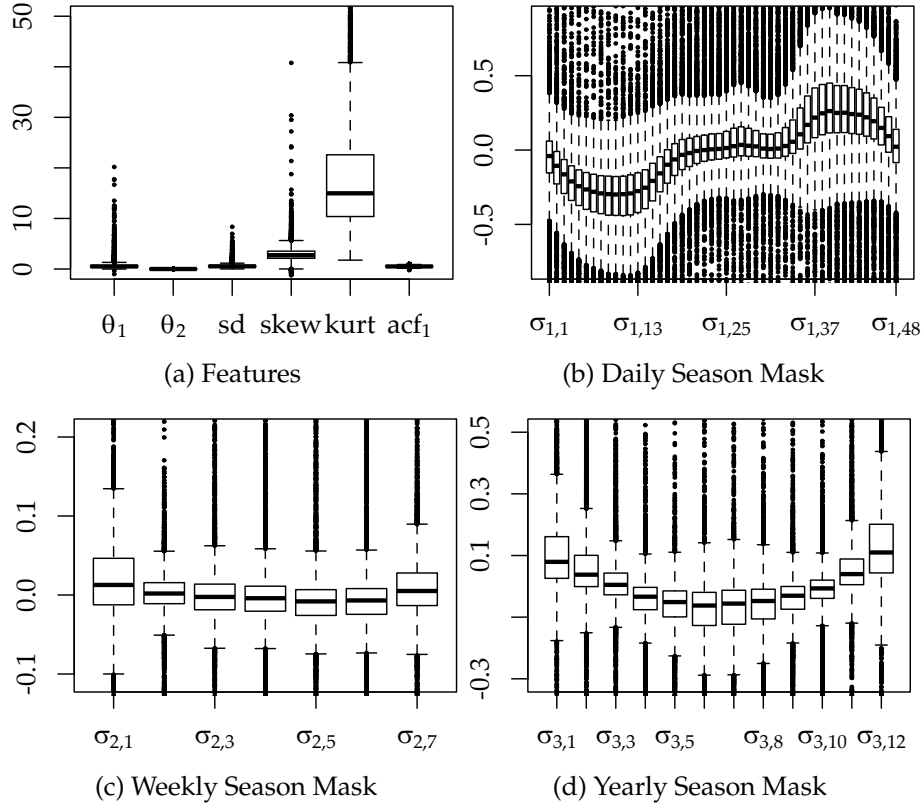 0 10 30 50
θ1 θ2 sd skew kurt acf1
(a) Features
-0.5 0.0 0.5
σ1,1 σ1,13 σ1,25 σ1,37 σ1,48
(b) Daily Season Mask
-0.1 0.0 0.1 0.2
σ2,1 σ2,3 σ2,5 σ2,7
(c) Weekly Season Mask
-0.3 0.1 0.3 0.5
σ3,1 σ3,3 σ3,5 σ3,8 σ3,10 σ3,12
(d) Yearly Season Mask